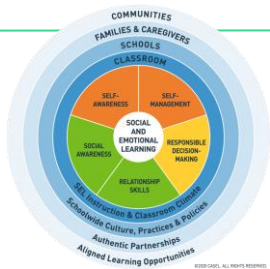 COMMUNITIES
FAMILIES & CAREGIVERS
SCHOOLS
CLASSROOM
SELF-
AWARENESS
SELF-
MANAGEMENT
SOCIAL
AWARENESS
SOCIAL
AND
EMOTIONAL
LEARNING
RESPONSIBLE
DECISION-
MAKING
RELATIONSHIP
SKILLS
SEL Instruction & Classroom Climate
Schoolwide Culture, Practices & Policies
Authentic Partnerships
Aligned Learning Opportunities
©2020 CASEL. ALL RIGHTS RESERVED.